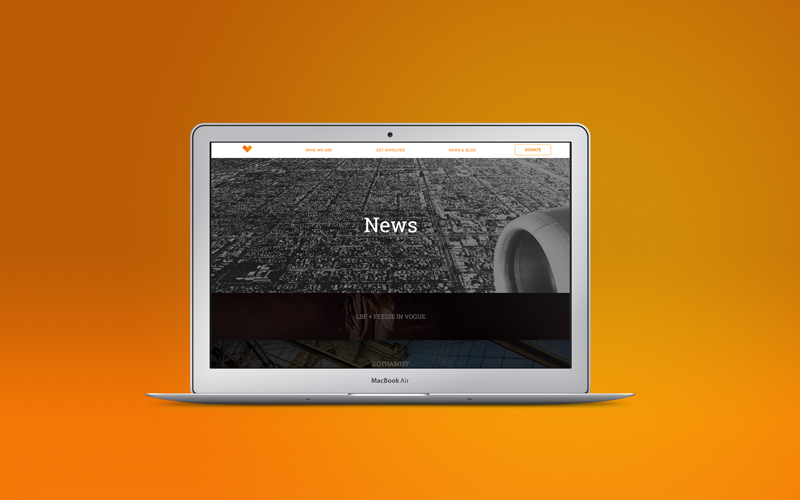 WHO WE ARE
GET INVOLVED
NEWS & BLOG
DONATE
News
LBF + FEEDIE IN VOGUE
GOTHAMIST
MacBook Air